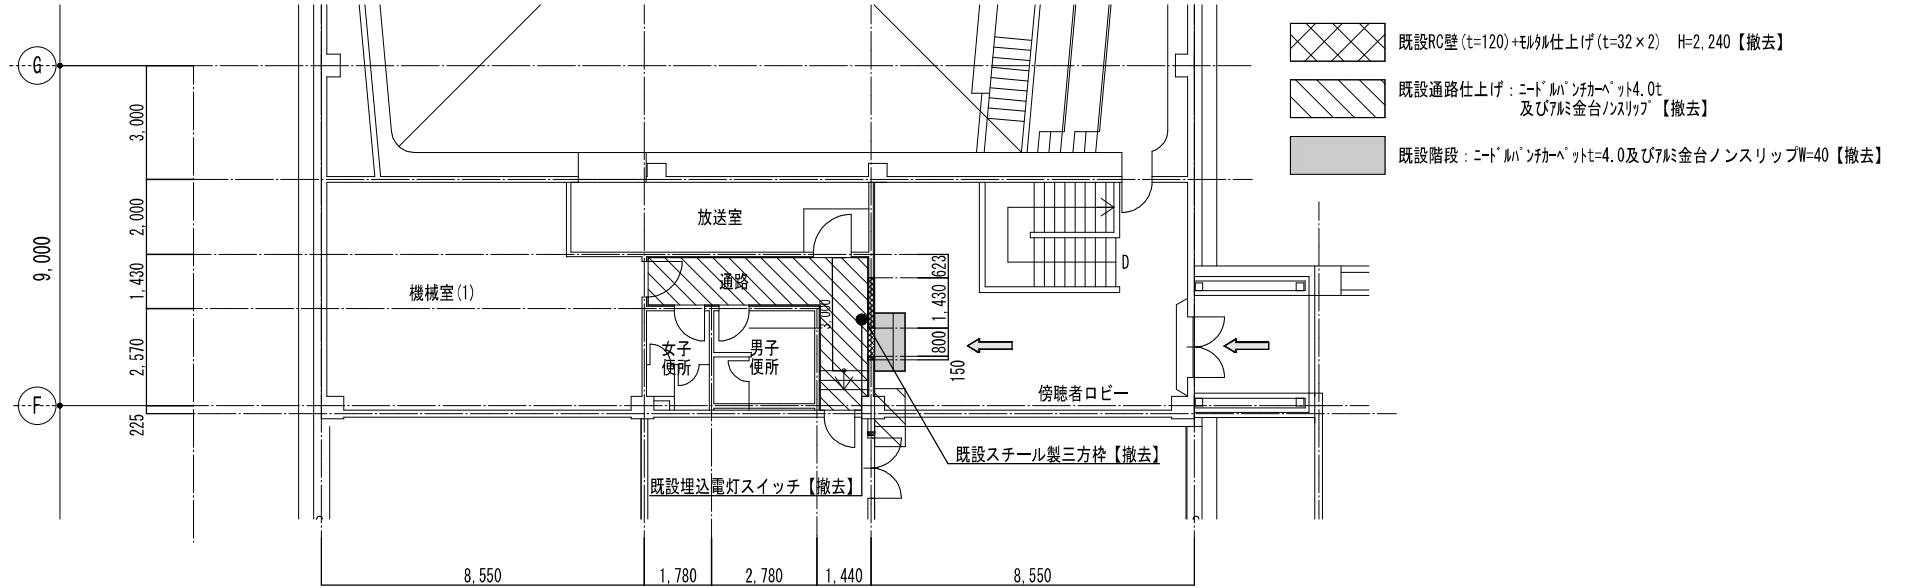 G
既設RC壁(t=120)+ﾓﾙﾀﾙ仕上げ(t=32×2) H=2,240【撤去】
既設通路仕上げ：ﾆｰﾄﾞﾙﾊﾟﾝﾁｶｰﾍﾟｯﾄ4.0t
及びｱﾙﾐ金台ﾉﾝｽﾘｯﾌﾟ【撤去】
既設階段：ﾆｰﾄﾞﾙﾊﾟﾝﾁｶｰﾍﾟｯﾄt=4.0及びｱﾙﾐ金台ノンスリップW=40【撤去】
3,000
2,000
9,000
1,430
2,570
225
放送室
通路
機械室(1)
女子
便所
男子
便所
3,000
623
1,430
800
150
D
傍聴者ロビー
F
既設スチール製三方枠【撤去】
既設埋込電灯スイッチ【撤去】
8,550
1,780
2,780
1,440
8,550